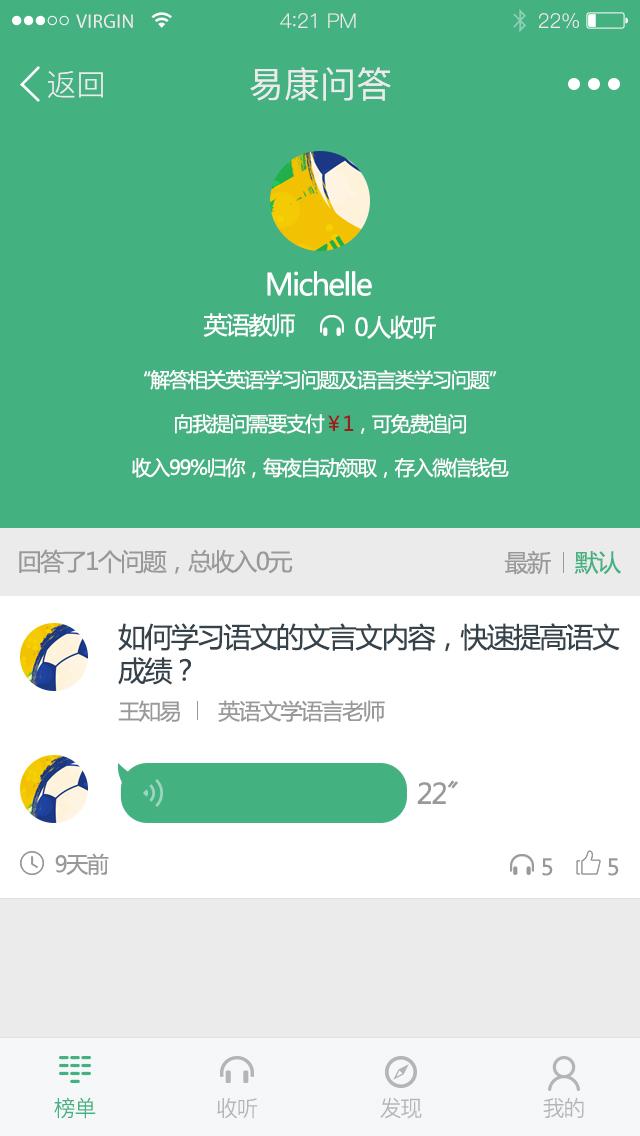 VIRGIN 4:21 PM 22%
返回 易康问答
Michelle
英语教师 0人收听
“解答相关英语学习问题及语言类学习问题”
向我提问需要支付¥1，可免费追问
收入99%归你，每夜自动领取，存入微信钱包
回答了1个问题，总收入0元 最新 默认
如何学习语文的文言文内容，快速提高语文
成绩？
王知易 英语文学语言老师
22″
9天前 5 5
榜单 收听 发现 我的